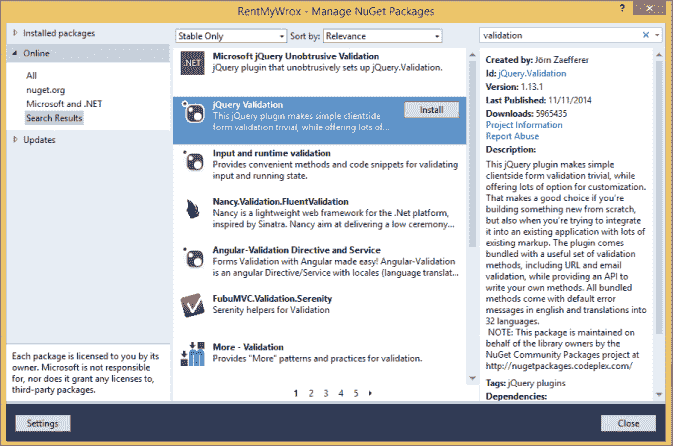 RentMyWrox - Manage NuGet Packages
Installed packages
Online
All
nuget.org
Microsoft and .NET
Search Results
Updates
Each package is licensed to you by its
owner. Microsoft is not responsible
for, nor does it grant any licenses to,
third-party packages.
Stable Only
Sort by: Relevance
.NET
Microsoft jQuery Unobtrusive Validation
jQuery plugin that unobtrusively sets up jQuery.Validation.
jQuery Validation
This jQuery plugin makes simple clientside
form validation trivial, while offering lots of...
Install
Input and runtime validation
Provides convenient methods and code snippets for validating
input and running state.
Nancy.Validation.FluentValidation
Nancy is a lightweight web framework for the .Net platform,
inspired by Sinatra. Nancy aim at delivering a low ceremony...
Angular-Validation Directive and Service
Forms Validation with Angular made easy! Angular-Validation
is an angular Directive/Service with locales (language translat...
FubuMVC.Validation.Serenity
Serenity helpers for Validation
More - Validation
Provides "More" patterns and practices for validation.
1 2 3 4 5
validation
Created by: Jörn Zaefferer
Id: jQuery.Validation
Version: 1.13.1
Last Published: 11/11/2014
Downloads: 5965435
Project Information
Report Abuse
Description:
This jQuery plugin makes simple
clientside form validation trivial,
while offering lots of option for
customization. That makes a good choice if you're
building something new from scratch,
but also when you're trying to integrate
it into an existing application with lots of
existing markup. The plugin comes
bundled with a useful set of validation
methods, including URL and email
validation, while providing an API to
write your own methods. All bundled
methods come with default error
messages in english and translations into
32 languages.
NOTE: This package is maintained on
behalf of the library owners by the
NuGet Community Packages project at
http://nugetpackages.codeplex.com/
Tags: jQuery plugins
Dependencies:
Settings
Close